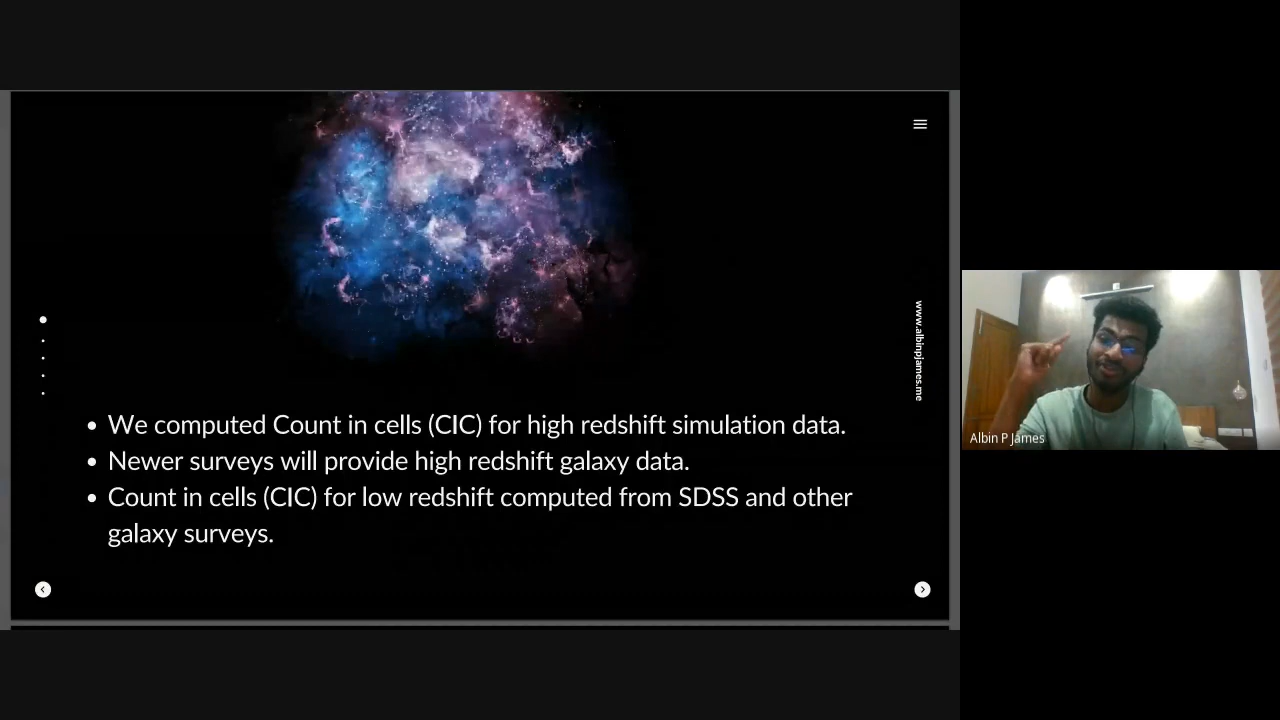 www.albinpjames.me
• We computed Count in cells (CIC) for high redshift simulation data.
• Newer surveys will provide high redshift galaxy data.
• Count in cells (CIC) for low redshift computed from SDSS and other
galaxy surveys.
Albin P James